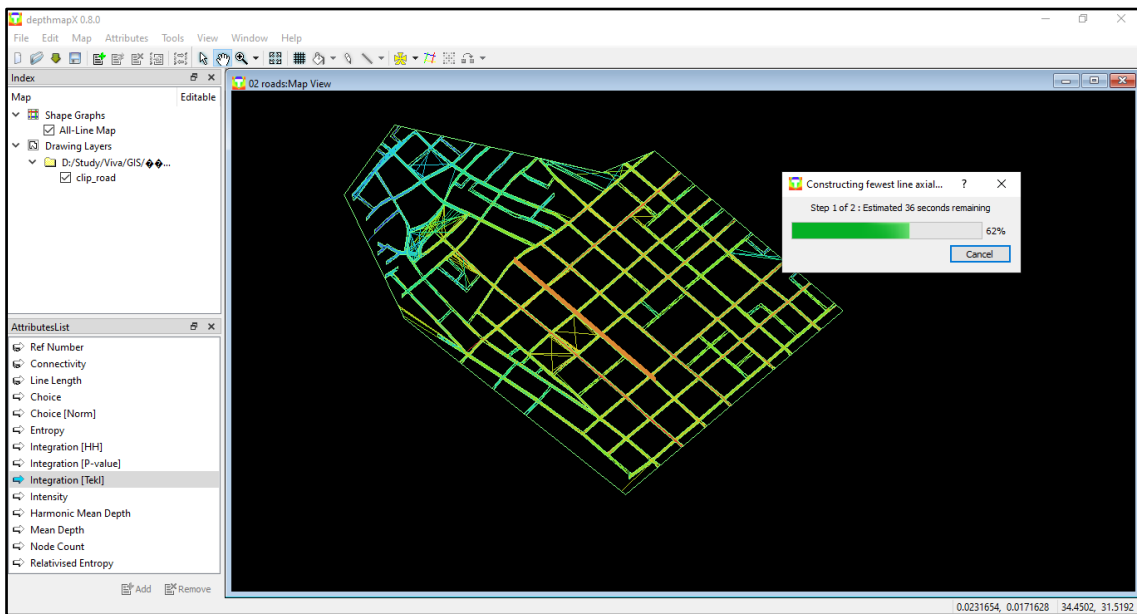 depthmapX 0.8.0
File Edit Map Attributes Tools View Window Help
Index
Map Editable
Shape Graphs
All-Line Map
Drawing Layers
D:/Study/Viva/GIS/��...
clip_road
AttributesList
Ref Number
Connectivity
Line Length
Choice
Choice [Norm]
Entropy
Integration [HH]
Integration [P-value]
Integration [Tekl]
Intensity
Harmonic Mean Depth
Mean Depth
Node Count
Relativised Entropy
Add Remove
02 roads:Map View
Constructing fewest line axial... ?
Step 1 of 2 : Estimated 36 seconds remaining
62%
Cancel
0.0231654, 0.0171628 34.4502, 31.5192